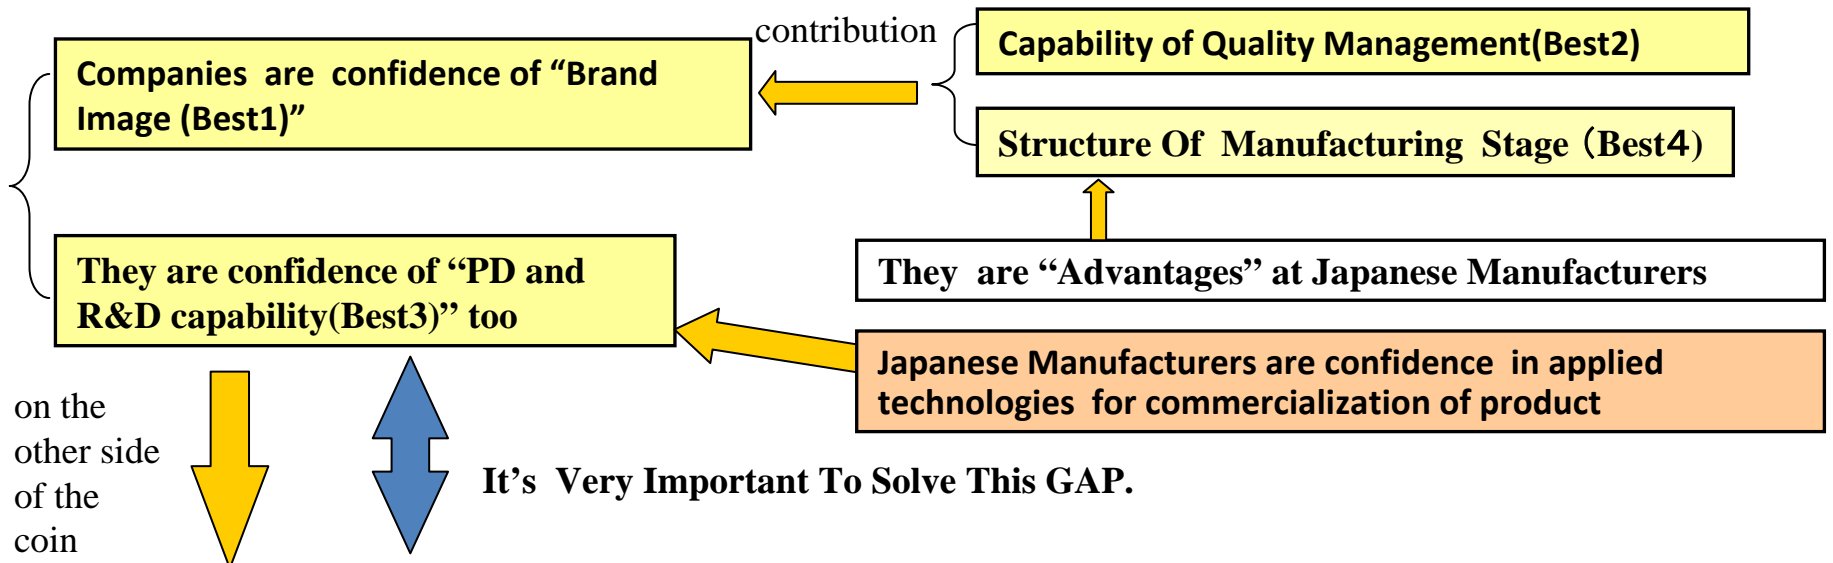 contribution
Capability of Quality Management(Best2)
Companies are confidence of “Brand
Image (Best1)”
Structure Of Manufacturing Stage（Best４)
They are confidence of “PD and
R&D capability(Best3)” too
They are “Advantages” at Japanese Manufacturers
Japanese Manufacturers are confidence in applied
technologies for commercialization of product
on the
other side
of the
coin
It’s Very Important To Solve This GAP.